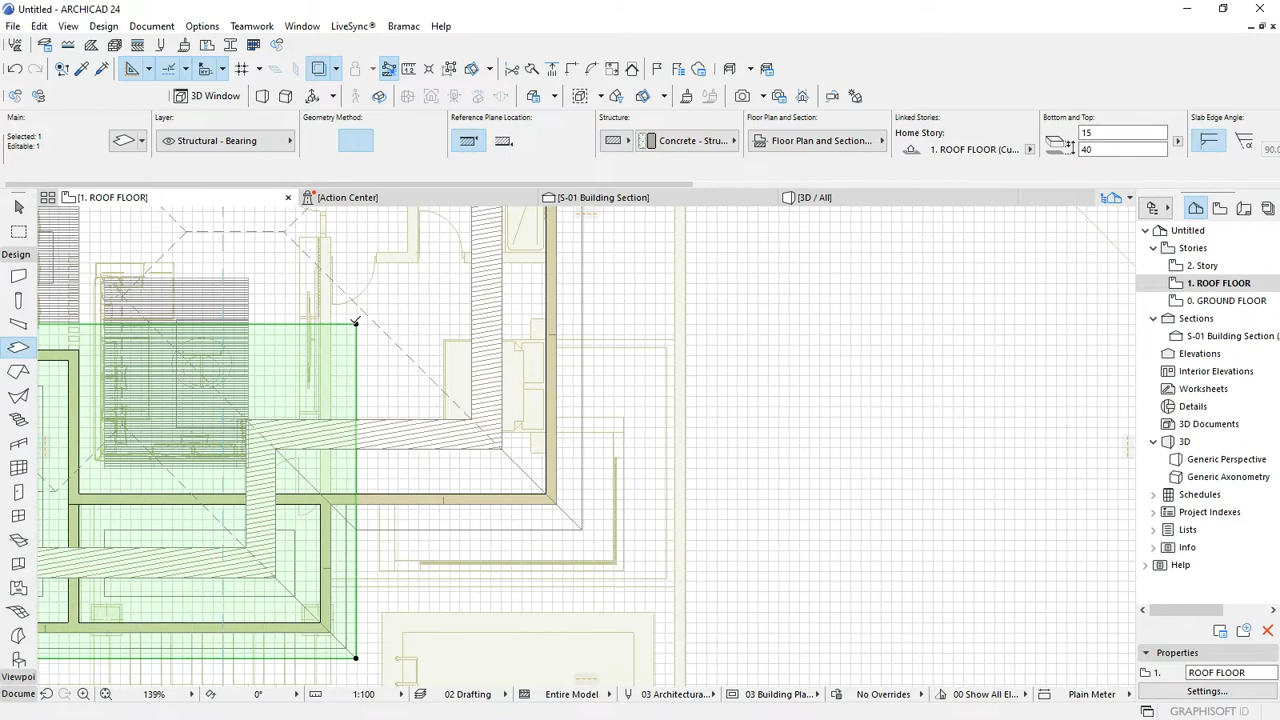 Untitled - ARCHICAD 24
File Edit View Design Document Options Teamwork Window LiveSync® Bramac Help
3D Window
Main: Layer: Geometry Method: Reference Plane Location: Structure: Floor Plan and Section: Linked Stories: Bottom and Top: Slab Edge Angle:
Selected: 1
Editable: 1
Structural - Bearing
Concrete - Stru...
Floor Plan and Section...
Home Story:
1. ROOF FLOOR (Cu...
15
40
90.0
[1. ROOF FLOOR] [Action Center] [S-01 Building Section] [3D / All]
Design
Viewpoi
Docume
Untitled
Stories
2. Story
1. ROOF FLOOR
0. GROUND FLOOR
Sections
S-01 Building Section (
Elevations
Interior Elevations
Worksheets
Details
3D Documents
3D
Generic Perspective
Generic Axonometry
Schedules
Project Indexes
Lists
Info
Help
Properties
1. ROOF FLOOR
Settings...
139% 0° 1:100 02 Drafting Entire Model 03 Architectura... 03 Building Pla... No Overrides 00 Show All El... Plain Meter
GRAPHISOFT ID